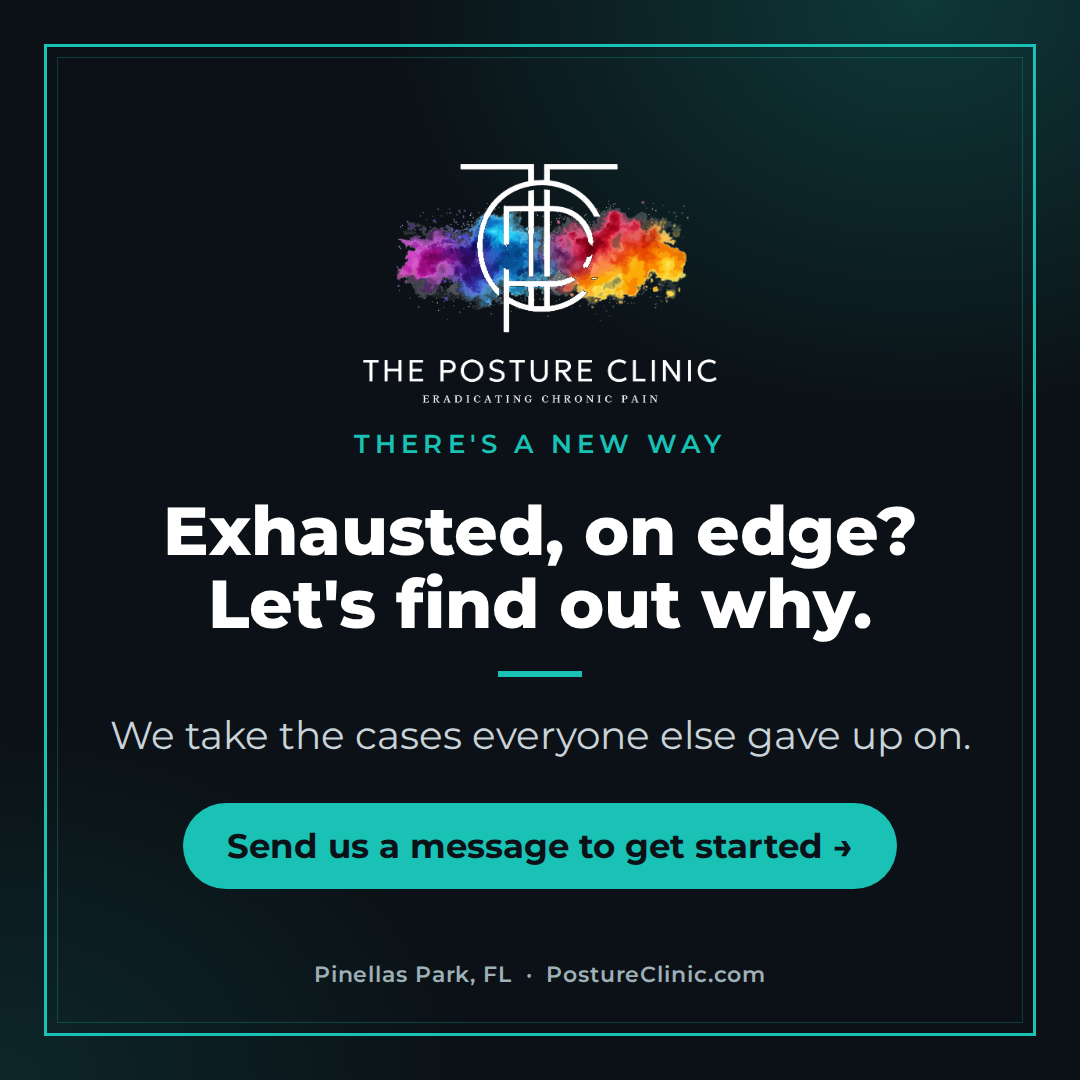 THE POSTURE CLINIC
ERADICATING CHRONIC PAIN
THERE'S A NEW WAY
Exhausted, on edge?
Let's find out why.
We take the cases everyone else gave up on.
Send us a message to get started →
Pinellas Park, FL · PostureClinic.com